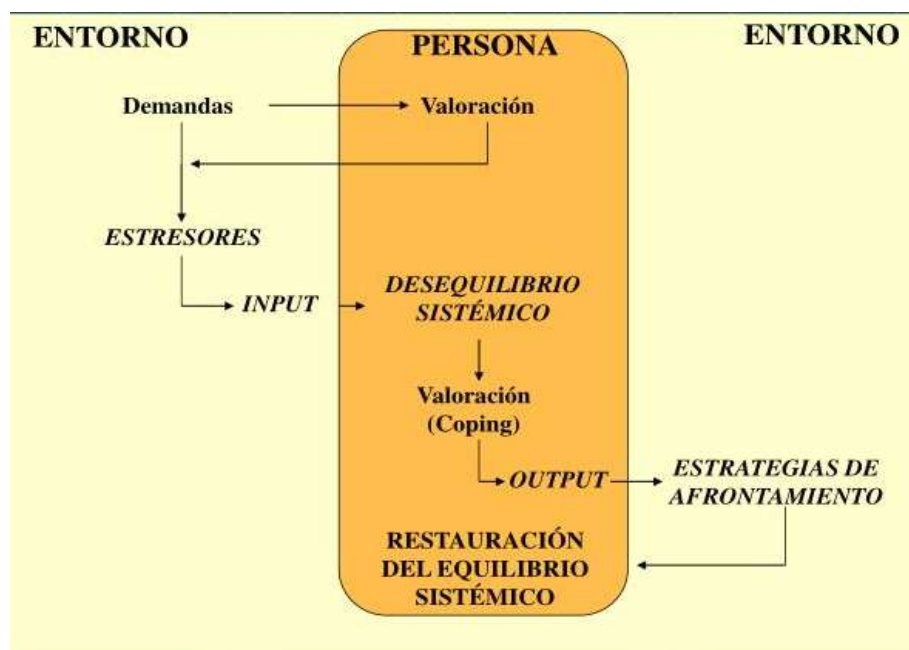 ENTORNO
PERSONA
ENTORNO
Demandas
Valoración
ESTRESORES
INPUT
DESEQUILIBRIO
SISTÉMICO
Valoración
(Coping)
OUTPUT
ESTRATEGIAS DE
AFRONTAMIENTO
RESTAURACIÓN
DEL EQUILIBRIO
SISTÉMICO